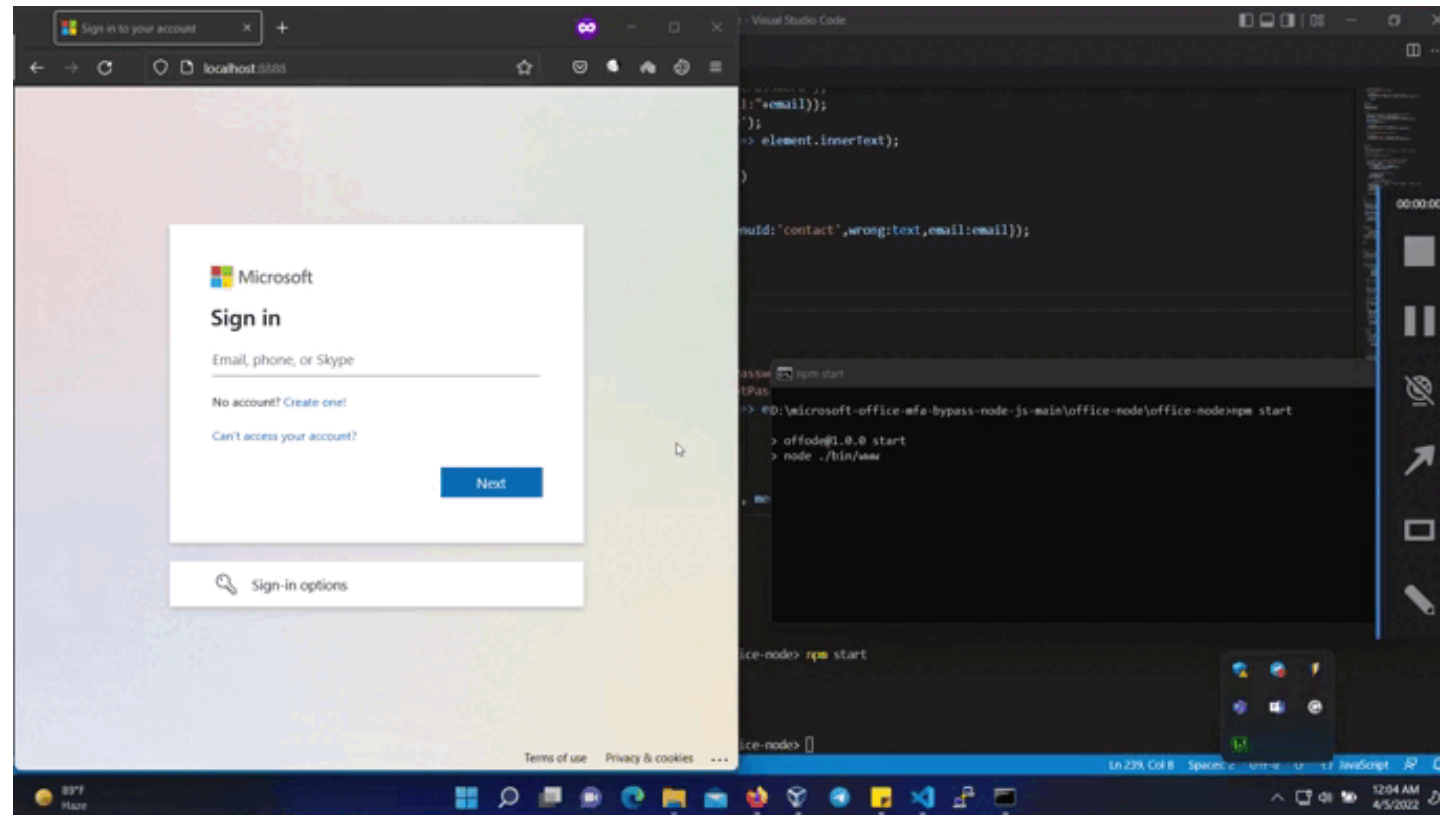 Sign in to your account
- Visual Studio Code
localhost:8888
l:"+email));
');
=> element.innerText);
)
nuId:'contact',wrong:text,email:email});
00:00:00
Microsoft
Sign in
Email, phone, or Skype
No account? Create one!
Can't access your account?
Next
Sign-in options
npm start
D:\microsoft-office-mfa-bypass-node-js-main\office-node\office-node>npm start
> offode@1.0.0 start
> node ./bin/www
ice-node> npm start
ice-node>
Terms of use Privacy & cookies ...
Ln 239, Col 8 JavaScript
89°F
Haze
12:04 AM
4/5/2022